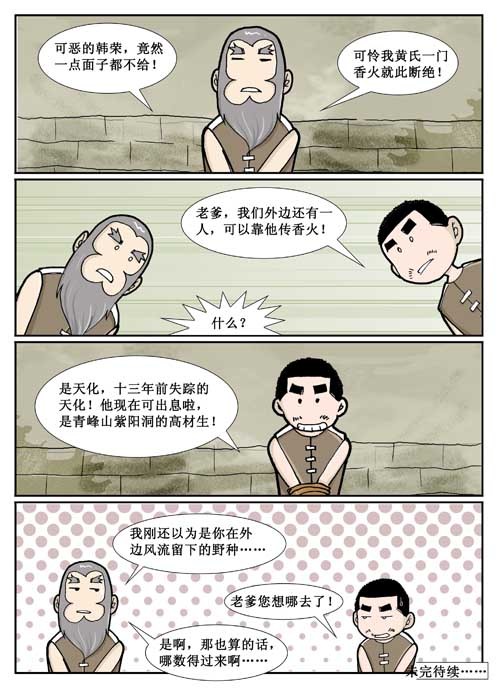 可恶的韩荣，竟然
一点面子都不给！
可怜我黄氏一门
香火就此断绝！
老爹，我们外边还有一
人，可以靠他传香火！
什么？
是天化，十三年前失踪的
天化！他现在可出息啦，
是青峰山紫阳洞的高材生！
我刚还以为是你在外
边风流留下的野种……
老爹您想哪去了！
是啊，那也算的话，
哪数得过来啊……
未完待续……